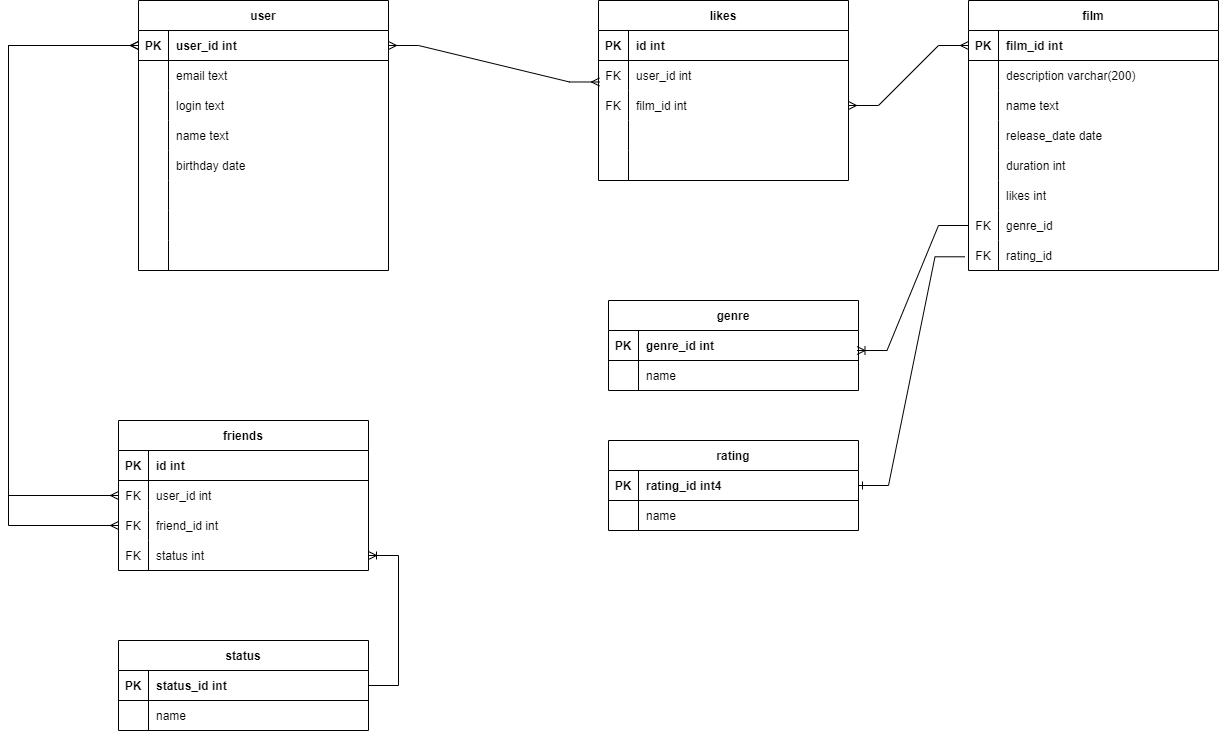 user
PK user_id int
email text
login text
name text
birthday date
likes
PK id int
FK user_id int
FK film_id int
film
PK film_id int
description varchar(200)
name text
release_date date
duration int
likes int
FK genre_id
FK rating_id
genre
PK genre_id int
name
rating
PK rating_id int4
name
friends
PK id int
FK user_id int
FK friend_id int
FK status int
status
PK status_id int
name